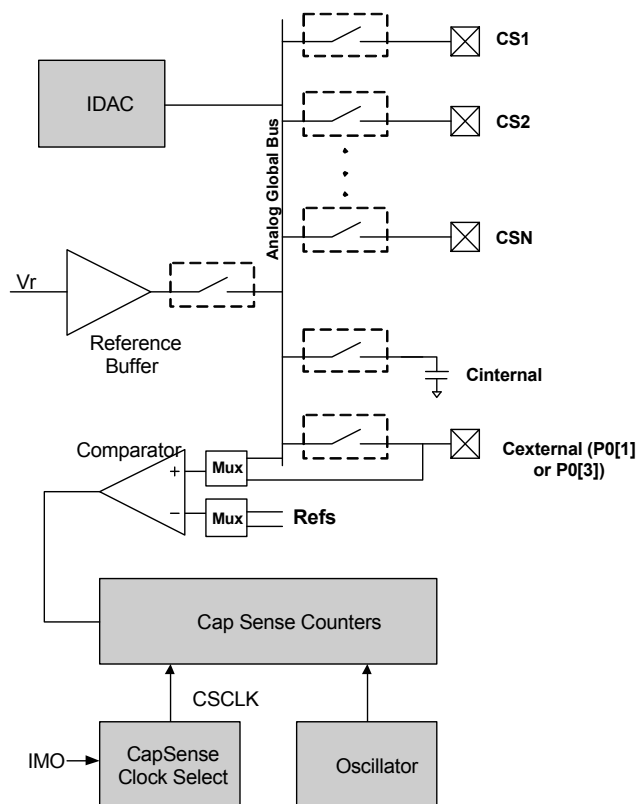 CS1
IDAC
CS2
Analog Global Bus
CSN
Vr
Reference
Buffer
Cinternal
Comparator
Cexternal (P0[1]
or P0[3])
+
Mux
−
Mux
Refs
Cap Sense Counters
CSCLK
IMO
CapSense
Clock Select
Oscillator